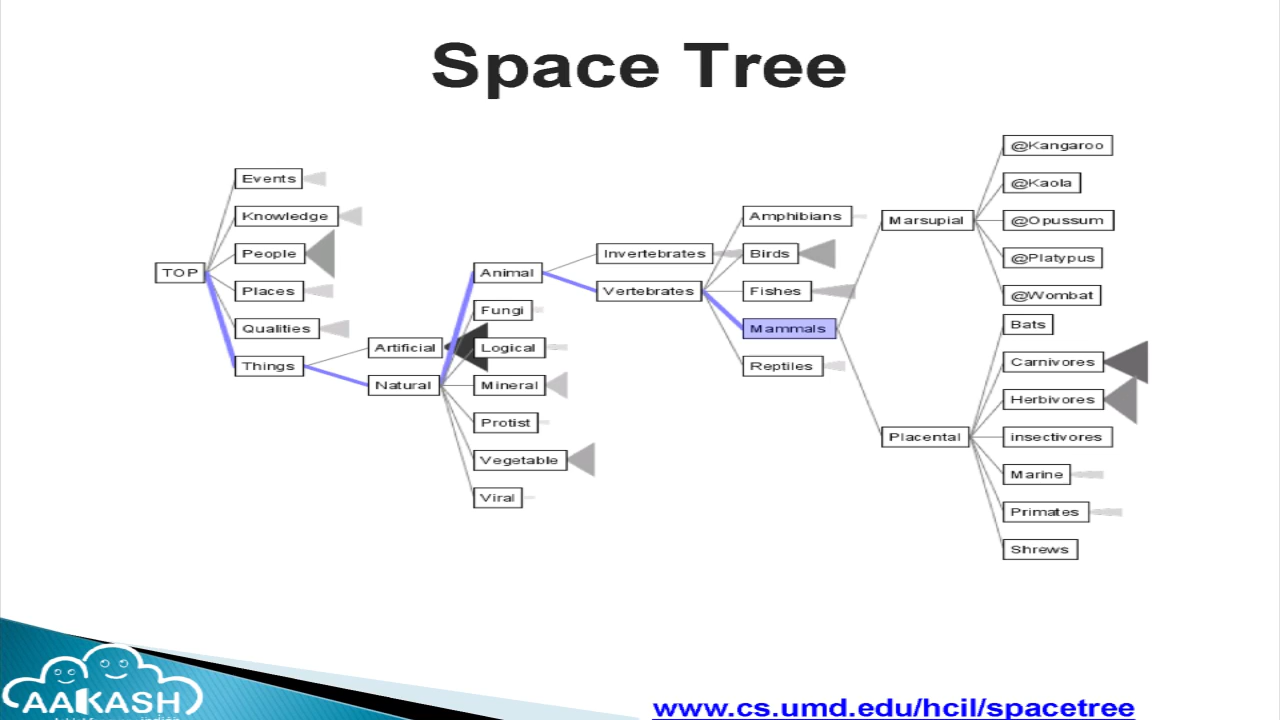 Space Tree
TOP
Events
Knowledge
People
Places
Qualities
Things
Artificial
Natural
Animal
Fungi
Logical
Mineral
Protist
Vegetable
Viral
Invertebrates
Vertebrates
Amphibians
Birds
Fishes
Mammals
Reptiles
Marsupial
Placental
@Kangaroo
@Kaola
@Opussum
@Platypus
@Wombat
Bats
Carnivores
Herbivores
insectivores
Marine
Primates
Shrews
AAKASH
www.cs.umd.edu/hcil/spacetree